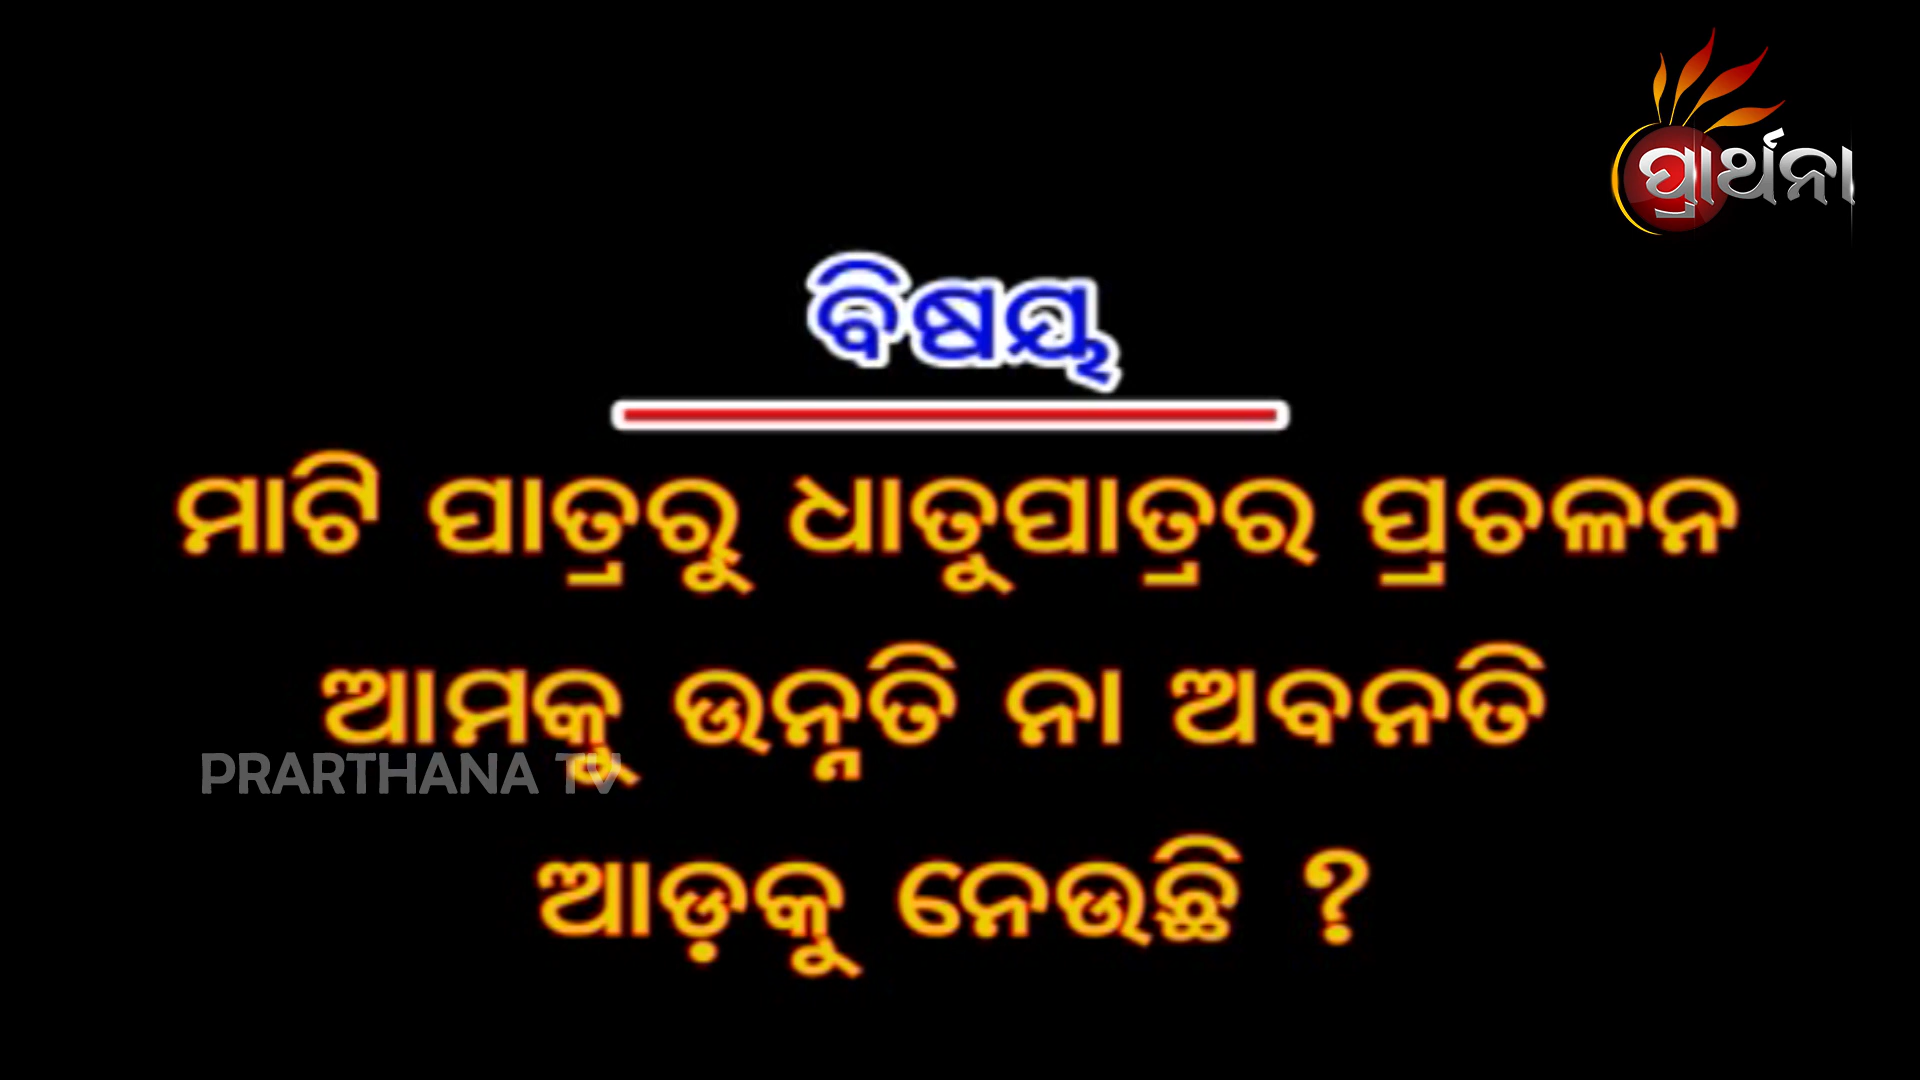 ପ୍ରାର୍ଥନା
ବିଷୟ
ମାଟି ପାତ୍ରରୁ ଧାତୁପାତ୍ରର ପ୍ରଚଳନ
ଆମକୁ ଉନ୍ନତି ନା ଅବନତି
PRARTHANA TV
ଆଡ଼କୁ ନେଉଛି ?